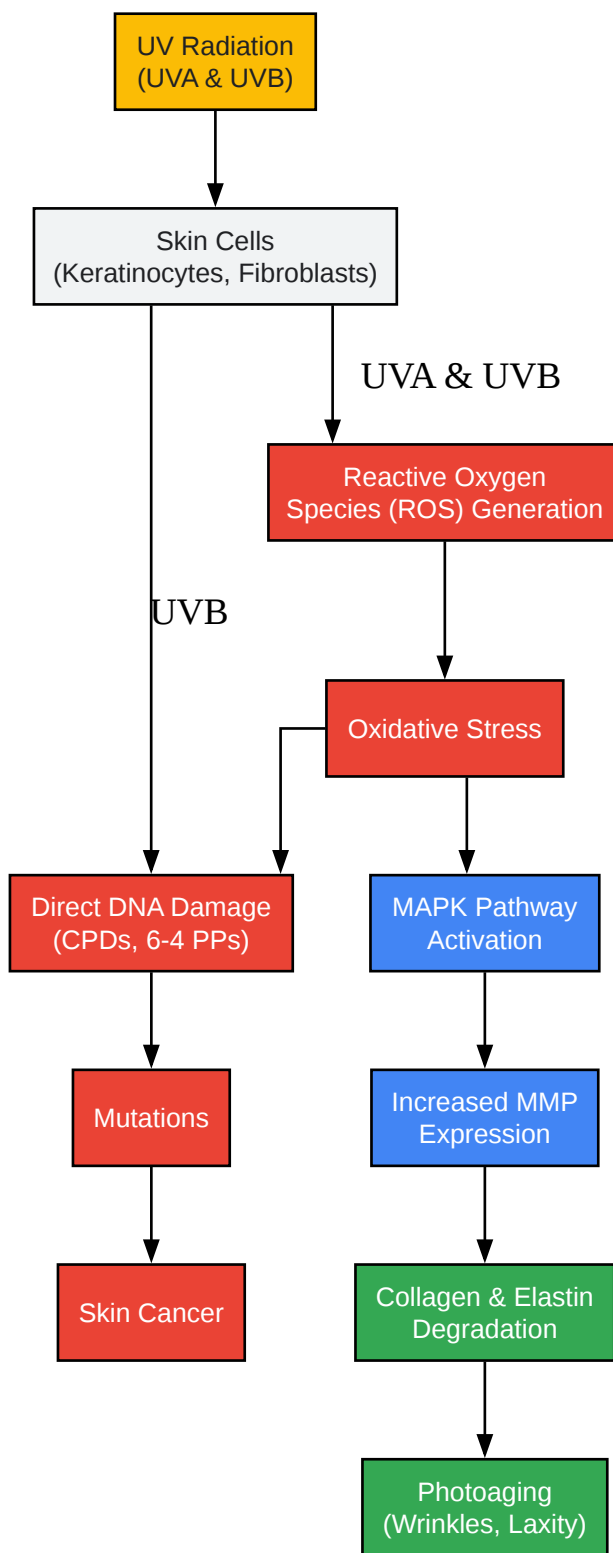 UV Radiation
(UVA & UVB)
Skin Cells
(Keratinocytes, Fibroblasts)
UVA & UVB
Reactive Oxygen
Species (ROS) Generation
UVB
Oxidative Stress
Direct DNA Damage
(CPDs, 6-4 PPs)
MAPK Pathway
Activation
Mutations
Increased MMP
Expression
Skin Cancer
Collagen & Elastin
Degradation
Photoaging
(Wrinkles, Laxity)